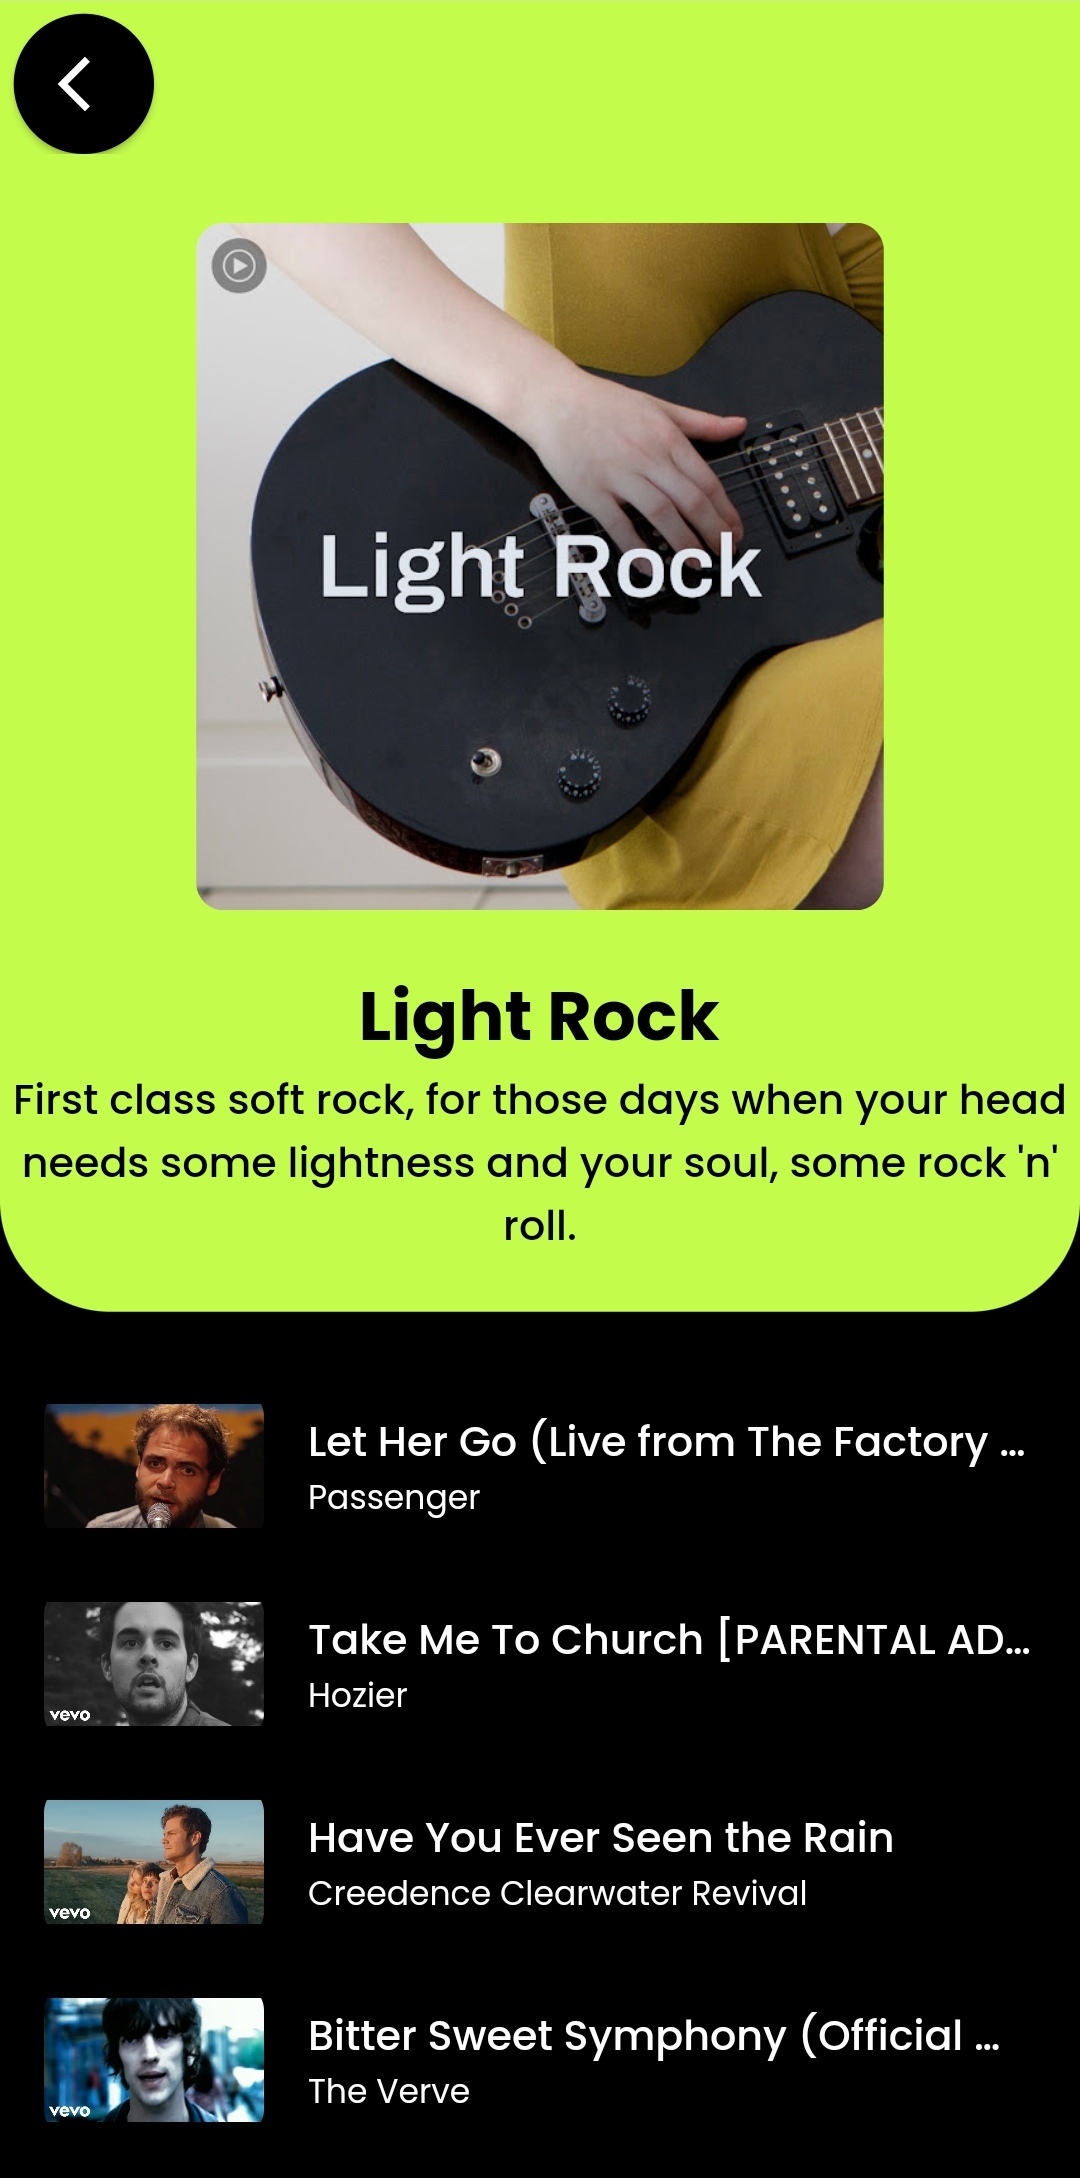 Light Rock
Light Rock
First class soft rock, for those days when your head
needs some lightness and your soul, some rock 'n'
roll.
Let Her Go (Live from The Factory ...
Passenger
Take Me To Church [PARENTAL AD...
Hozier
vevo
Have You Ever Seen the Rain
Creedence Clearwater Revival
vevo
Bitter Sweet Symphony (Official ...
The Verve
vevo